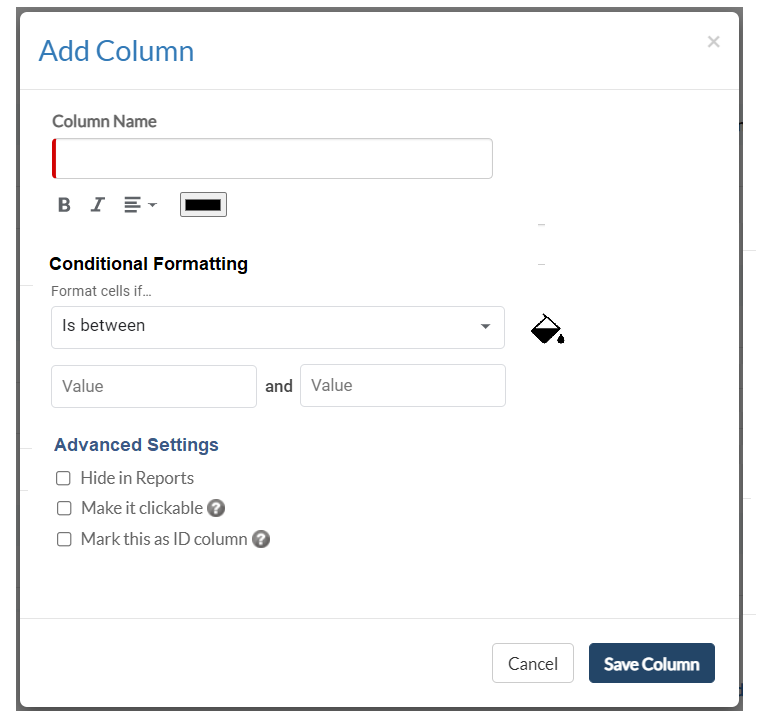 Add Column
×
Column Name
B I
Conditional Formatting
Format cells if...
Is between
Value and Value
Advanced Settings
Hide in Reports
Make it clickable ?
Mark this as ID column ?
Cancel Save Column